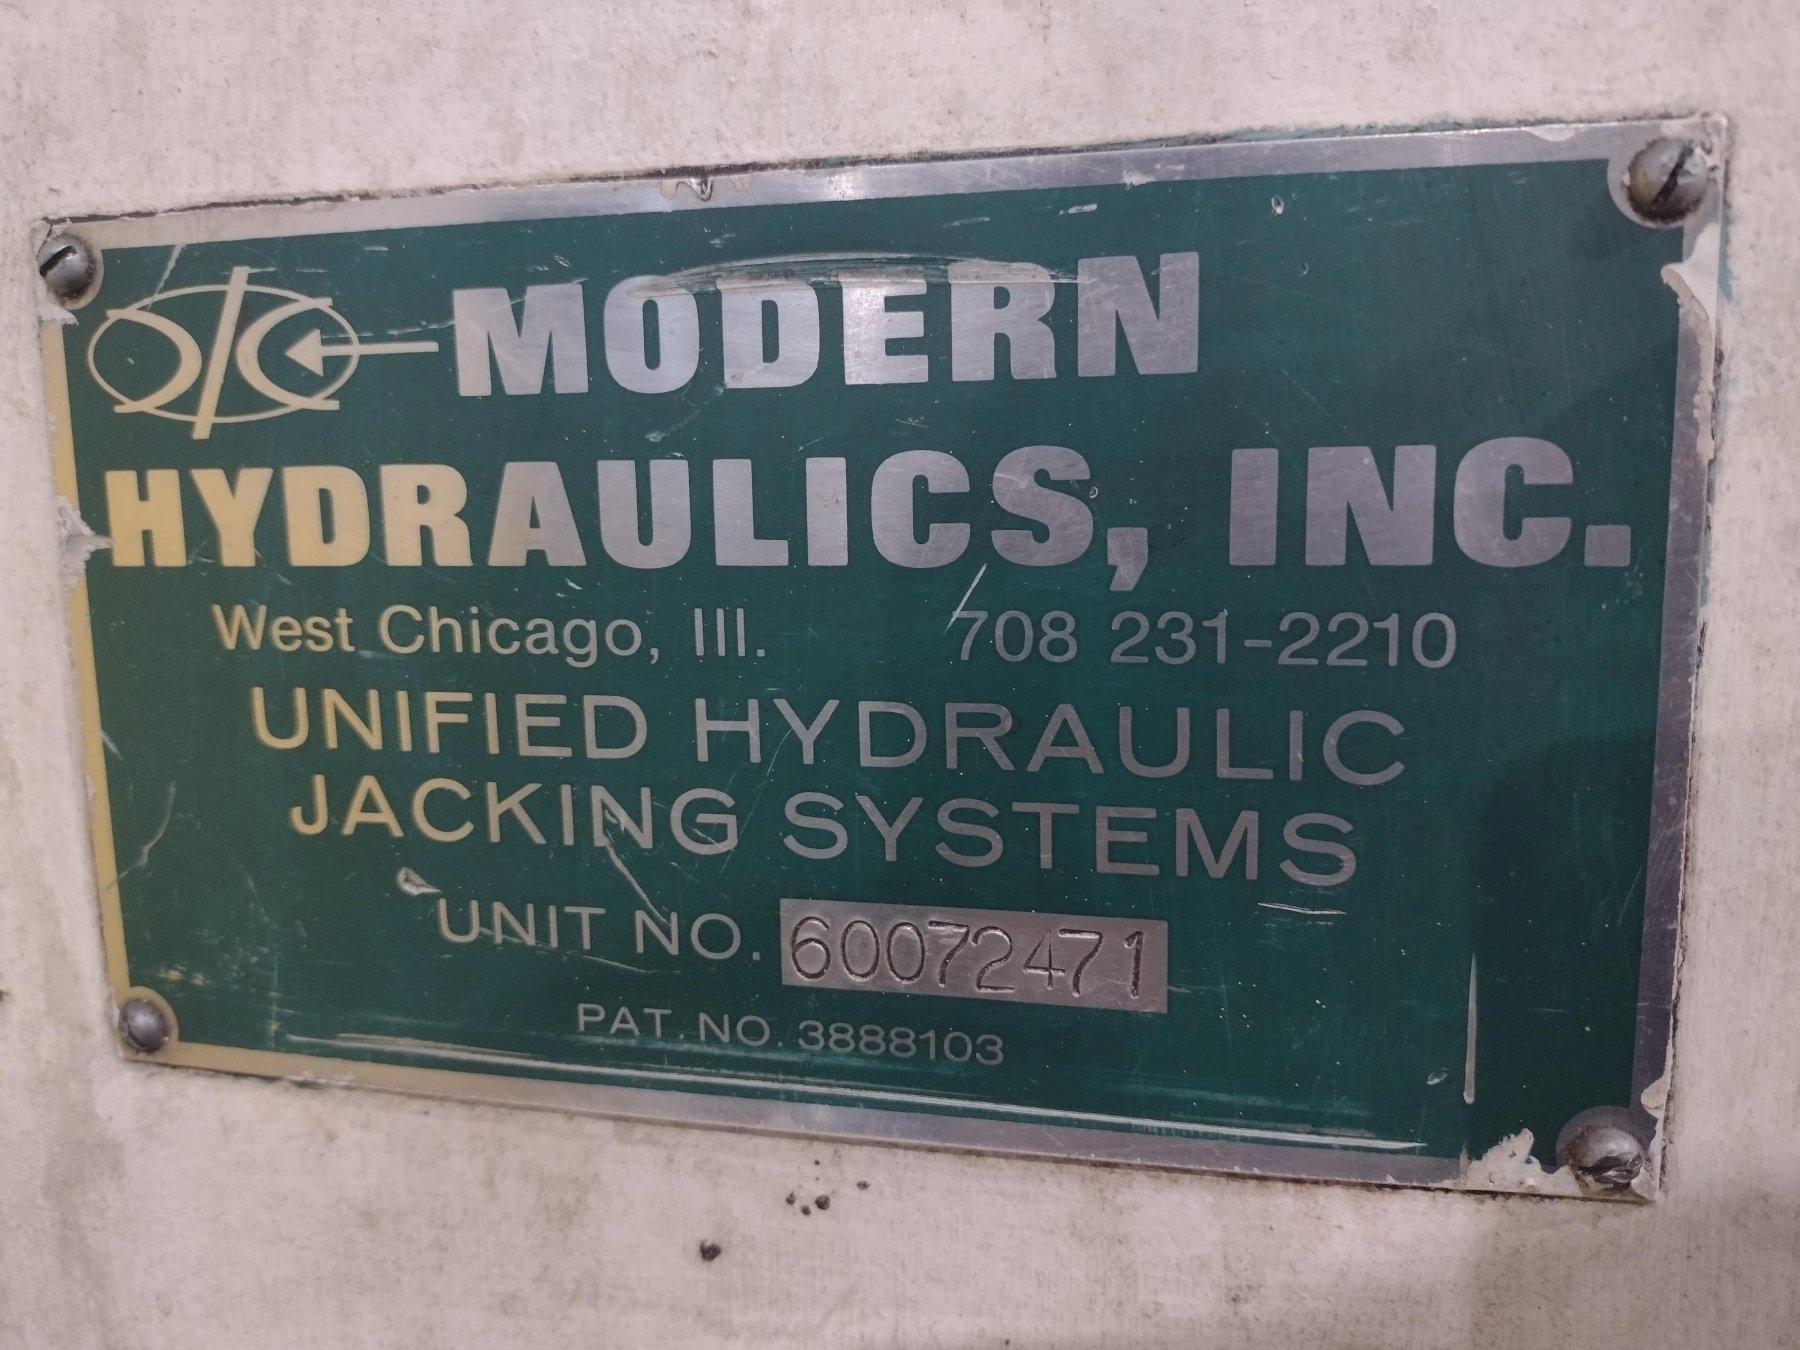 MODERN
HYDRAULICS, INC.
West Chicago, Ill. 708 231-2210
UNIFIED HYDRAULIC
JACKING SYSTEMS
UNIT NO. 60072471
PAT. NO. 3888103